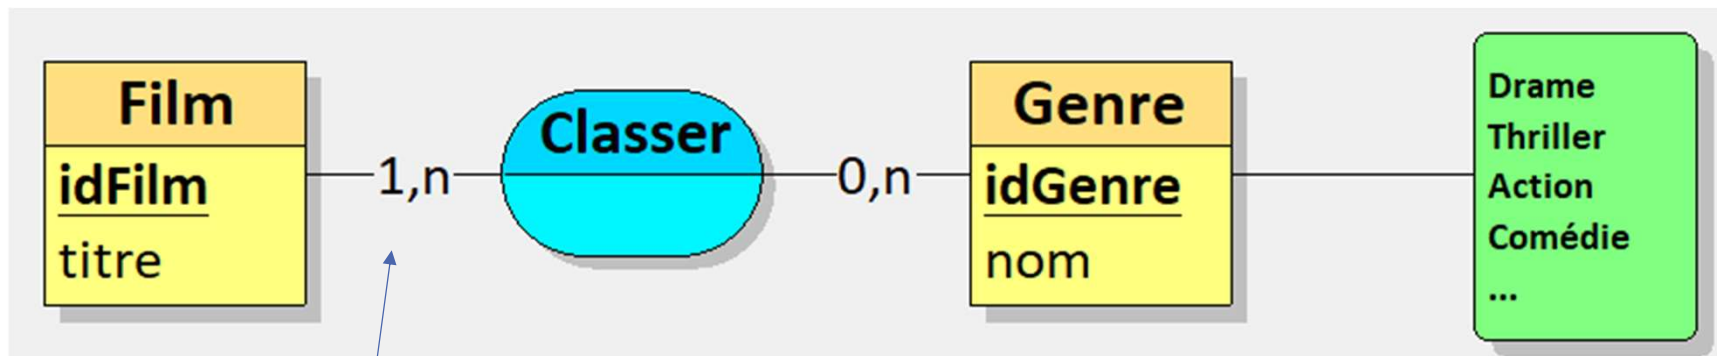 Film
idFilm
titre
1,n
Classer
0,n
Genre
idGenre
nom
Drame
Thriller
Action
Comédie
...